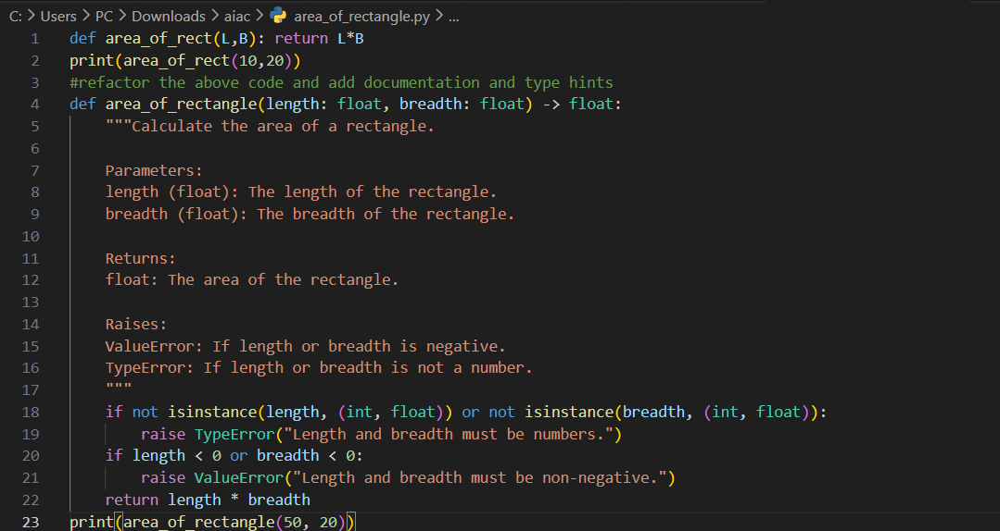 C: > Users > PC > Downloads > aiac > area_of_rectangle.py > ...
1 def area_of_rect(L,B): return L*B
2 print(area_of_rect(10,20))
3 #refactor the above code and add documentation and type hints
4 def area_of_rectangle(length: float, breadth: float) -> float:
5     """Calculate the area of a rectangle.
6
7     Parameters:
8     length (float): The length of the rectangle.
9     breadth (float): The breadth of the rectangle.
10
11     Returns:
12     float: The area of the rectangle.
13
14     Raises:
15     ValueError: If length or breadth is negative.
16     TypeError: If length or breadth is not a number.
17     """
18     if not isinstance(length, (int, float)) or not isinstance(breadth, (int, float)):
19         raise TypeError("Length and breadth must be numbers.")
20     if length < 0 or breadth < 0:
21         raise ValueError("Length and breadth must be non-negative.")
22     return length * breadth
23 print(area_of_rectangle(50, 20))